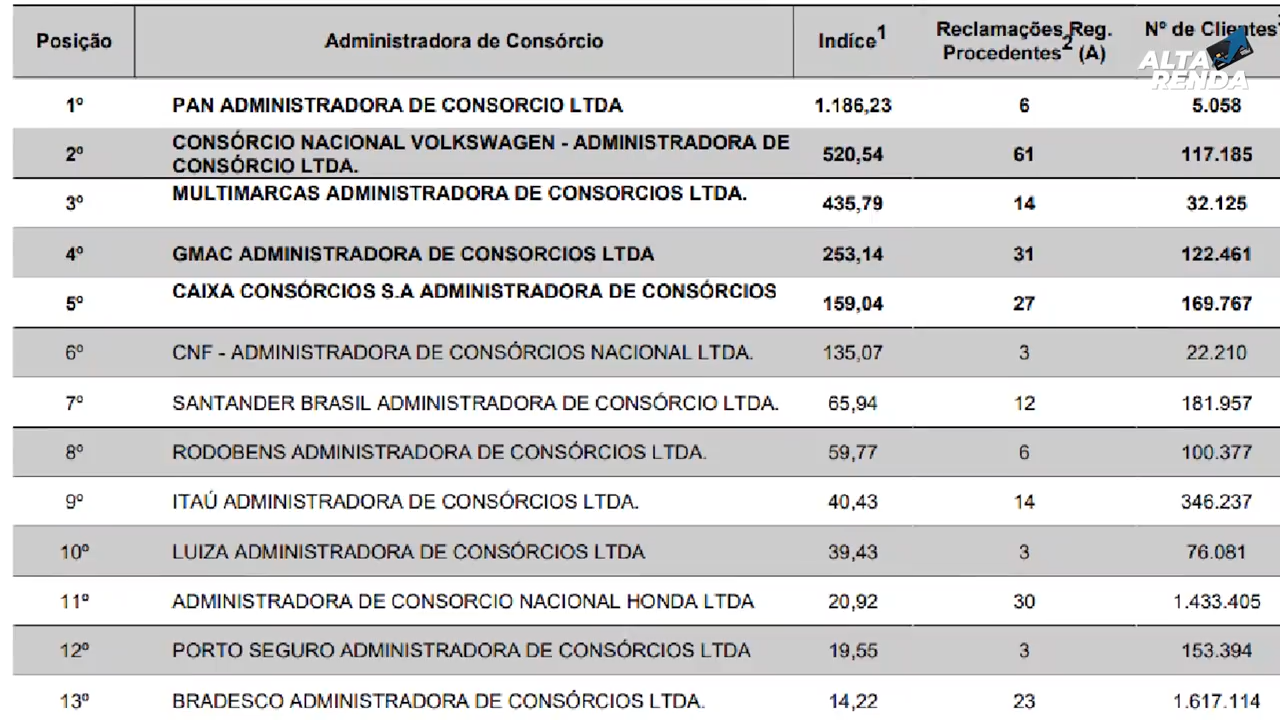 Posição Administradora de Consórcio Indíce1 Reclamações Reg. Procedentes2 (A) Nº de Clientes
ALTA
RENDA
1º PAN ADMINISTRADORA DE CONSORCIO LTDA 1.186,23 6 5.058
2º CONSÓRCIO NACIONAL VOLKSWAGEN - ADMINISTRADORA DE
CONSÓRCIO LTDA. 520,54 61 117.185
3º MULTIMARCAS ADMINISTRADORA DE CONSORCIOS LTDA. 435,79 14 32.125
4º GMAC ADMINISTRADORA DE CONSORCIOS LTDA 253,14 31 122.461
5º CAIXA CONSÓRCIOS S.A ADMINISTRADORA DE CONSÓRCIOS 159,04 27 169.767
6º CNF - ADMINISTRADORA DE CONSÓRCIOS NACIONAL LTDA. 135,07 3 22.210
7º SANTANDER BRASIL ADMINISTRADORA DE CONSÓRCIO LTDA. 65,94 12 181.957
8º RODOBENS ADMINISTRADORA DE CONSÓRCIOS LTDA. 59,77 6 100.377
9º ITAÚ ADMINISTRADORA DE CONSÓRCIOS LTDA. 40,43 14 346.237
10º LUIZA ADMINISTRADORA DE CONSÓRCIOS LTDA 39,43 3 76.081
11º ADMINISTRADORA DE CONSORCIO NACIONAL HONDA LTDA 20,92 30 1.433.405
12º PORTO SEGURO ADMINISTRADORA DE CONSÓRCIOS LTDA 19,55 3 153.394
13º BRADESCO ADMINISTRADORA DE CONSÓRCIOS LTDA. 14,22 23 1.617.114